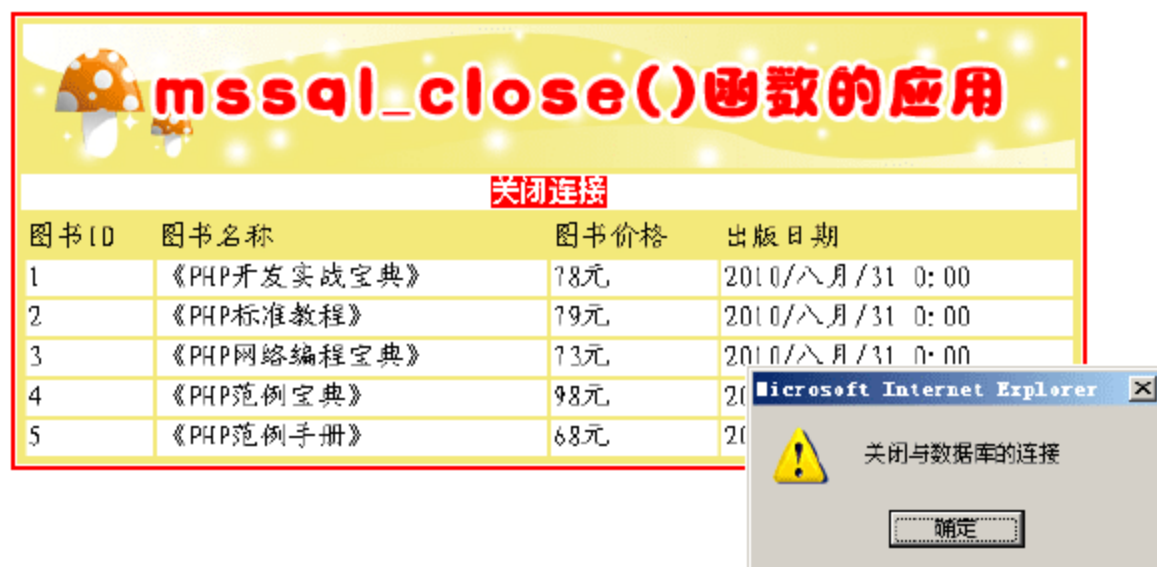 mssql_close()函数的应用
关闭连接
图书ID 图书名称 图书价格 出版日期
1 《PHP开发实战宝典》 78元 2010/八月/31 0:00
2 《PHP标准教程》 79元 2010/八月/31 0:00
3 《PHP网络编程宝典》 73元 2010/八月/31 0:00
4 《PHP范例宝典》 98元 20
5 《PHP范例手册》 68元 20
Microsoft Internet Explorer
关闭与数据库的连接
确定